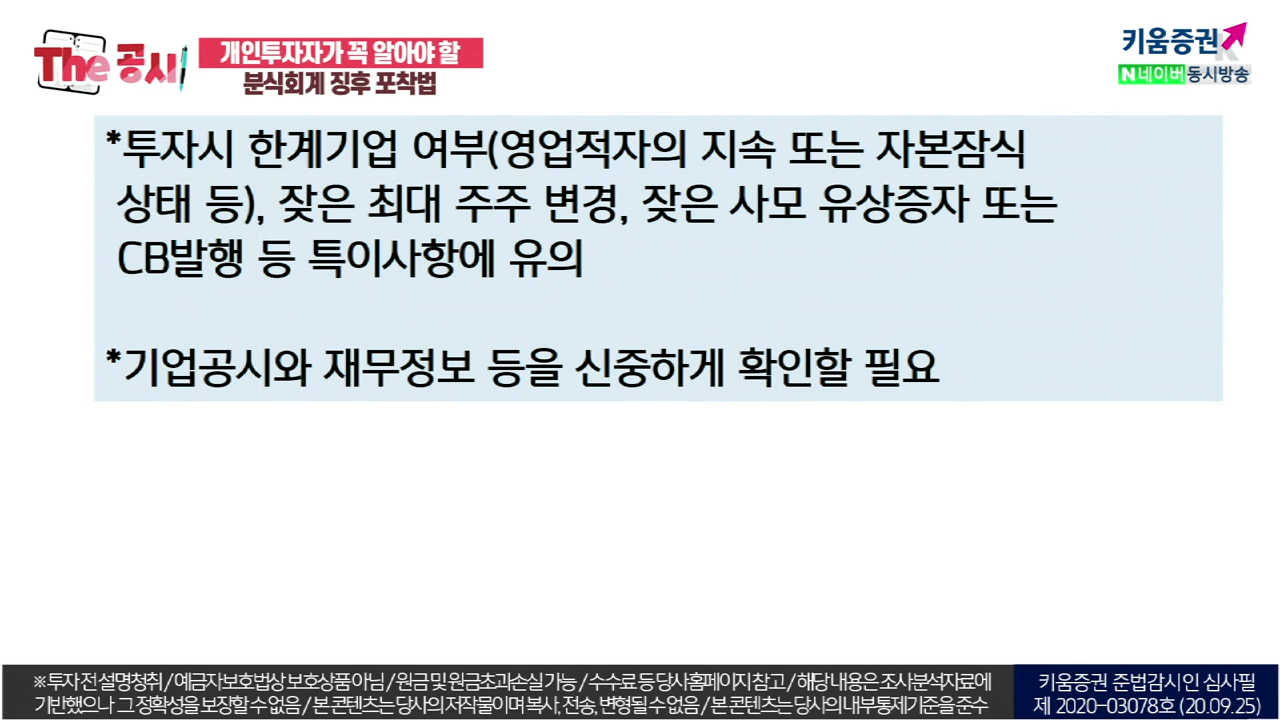 The 공시
개인투자자가 꼭 알아야 할
분식회계 징후 포착법
키움증권
N 네이버 동시방송
*투자시 한계기업 여부(영업적자의 지속 또는 자본잠식
상태 등), 잦은 최대 주주 변경, 잦은 사모 유상증자 또는
CB발행 등 특이사항에 유의
*기업공시와 재무정보 등을 신중하게 확인할 필요
※투자 전 설명청취 / 예금자보호법상 보호상품 아님 / 원금 및 원금초과손실 가능 / 수수료 등 당사홈페이지 참고 / 해당 내용은 조사분석자료에
기반했으나 그 정확성을 보장할 수 없음 / 본 콘텐츠는 당사의 저작물이며 복사, 전송, 변형될 수 없음 / 본 콘텐츠는 당사의 내부통제기준을 준수
키움증권 준법감시인 심사필
제 2020-03078호 (20.09.25)